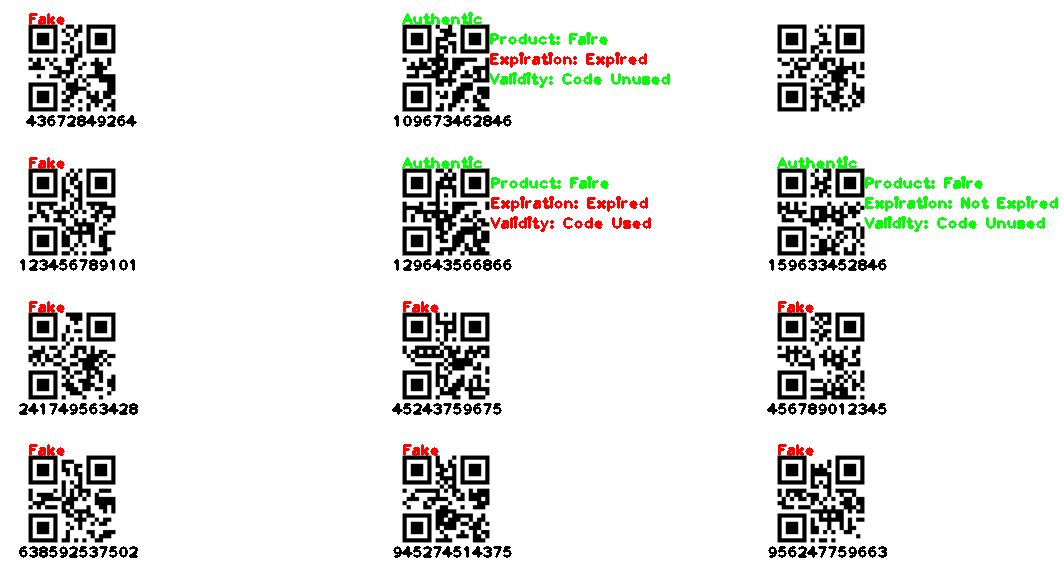 Fake
43672849264
Authentic
Product: Faire
Expiration: Expired
Validity: Code Unused
109673462846
Fake
123456789101
Authentic
Product: Faire
Expiration: Expired
Validity: Code Used
129643566866
Authentic
Product: Faire
Expiration: Not Expired
Validity: Code Unused
159633452846
Fake
241749563428
Fake
45243759675
Fake
456789012345
Fake
638592537502
Fake
945274514375
Fake
956247759663